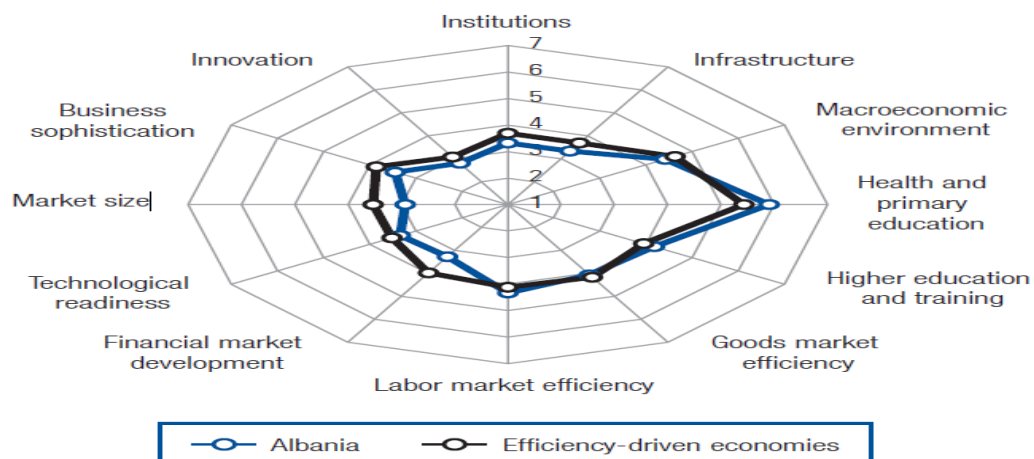 Institutions
7
6
5
4
3
2
1
Infrastructure
Macroeconomic
environment
Health and
primary
education
Higher education
and training
Goods market
efficiency
Labor market efficiency
Financial market
development
Technological
readiness
Market size
Business
sophistication
Innovation
Albania
Efficiency-driven economies